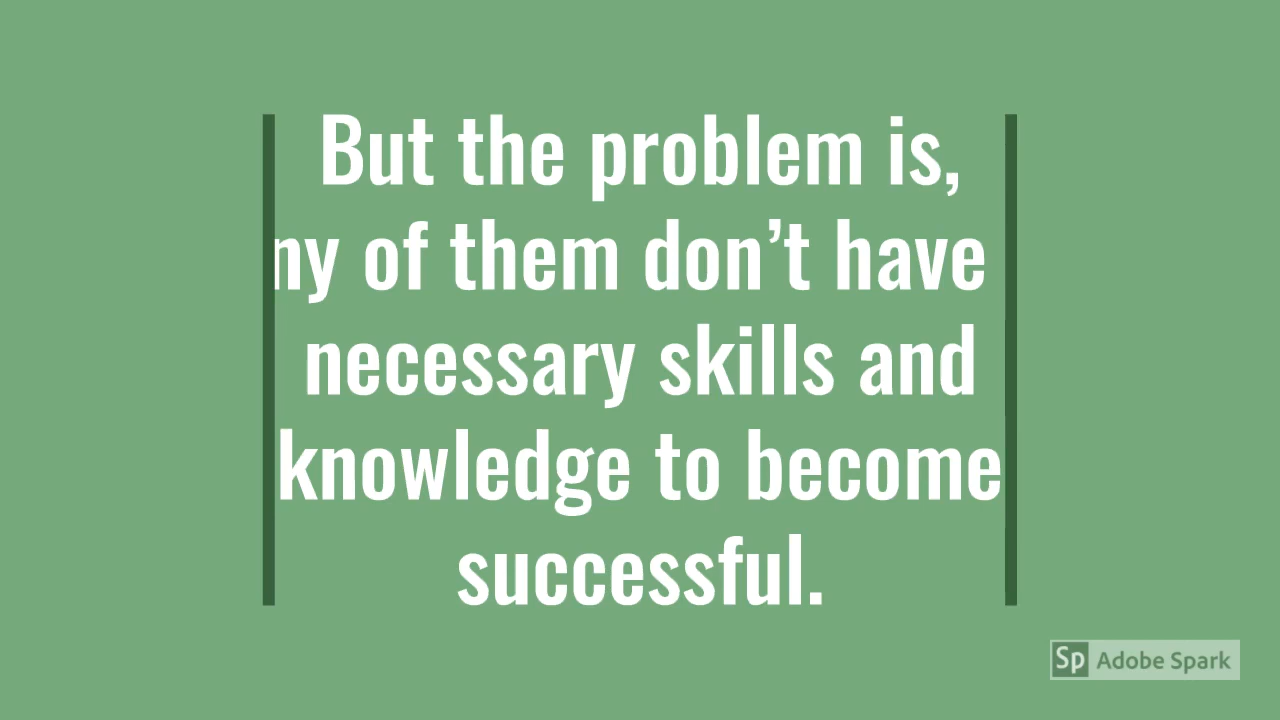 But the problem is,
ny of them don’t have
necessary skills and
knowledge to become
successful.
Sp Adobe Spark